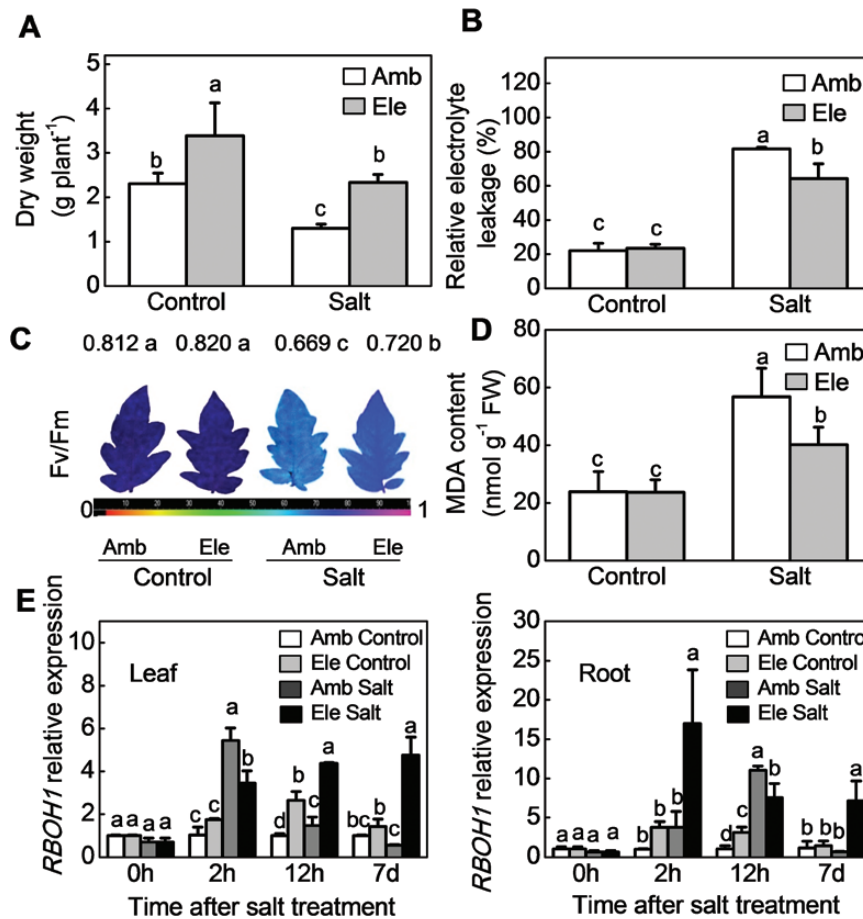 A
Dry weight
(g plant-1)
5
4
3
2
1
0
Amb
Ele
b
a
c
b
Control Salt
B
Relative electrolyte
leakage (%)
120
100
80
60
40
20
0
Amb
Ele
c
c
a
b
Control Salt
C
0.812 a 0.820 a 0.669 c 0.720 b
Fv/Fm
0 1
Amb Ele Amb Ele
Control Salt
D
MDA content
(nmol g-1 FW)
80
60
40
20
0
Amb
Ele
c
c
a
b
Control Salt
E
RBOH1 relative expression
10
8
6
4
2
0
Leaf
Amb Control
Ele Control
Amb Salt
Ele Salt
a a a a
c c a b
d b c a
bc b c a
0h 2h 12h 7d
Time after salt treatment
RBOH1 relative expression
30
25
20
15
10
5
0
Root
Amb Control
Ele Control
Amb Salt
Ele Salt
a a a a
b b b a
d c a b
b b b a
0h 2h 12h 7d
Time after salt treatment